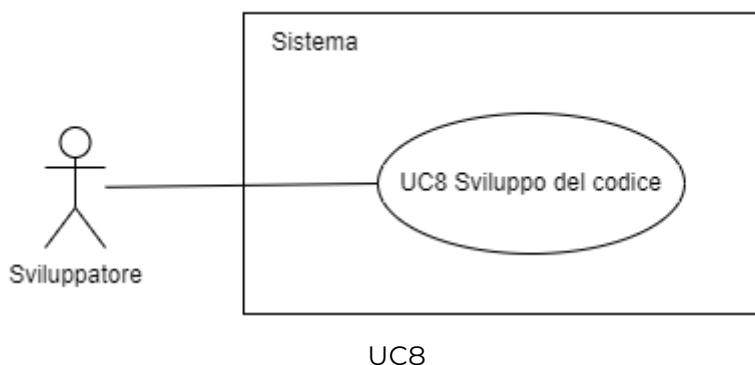 Sistema
UC8 Sviluppo del codice
Sviluppatore
UC8